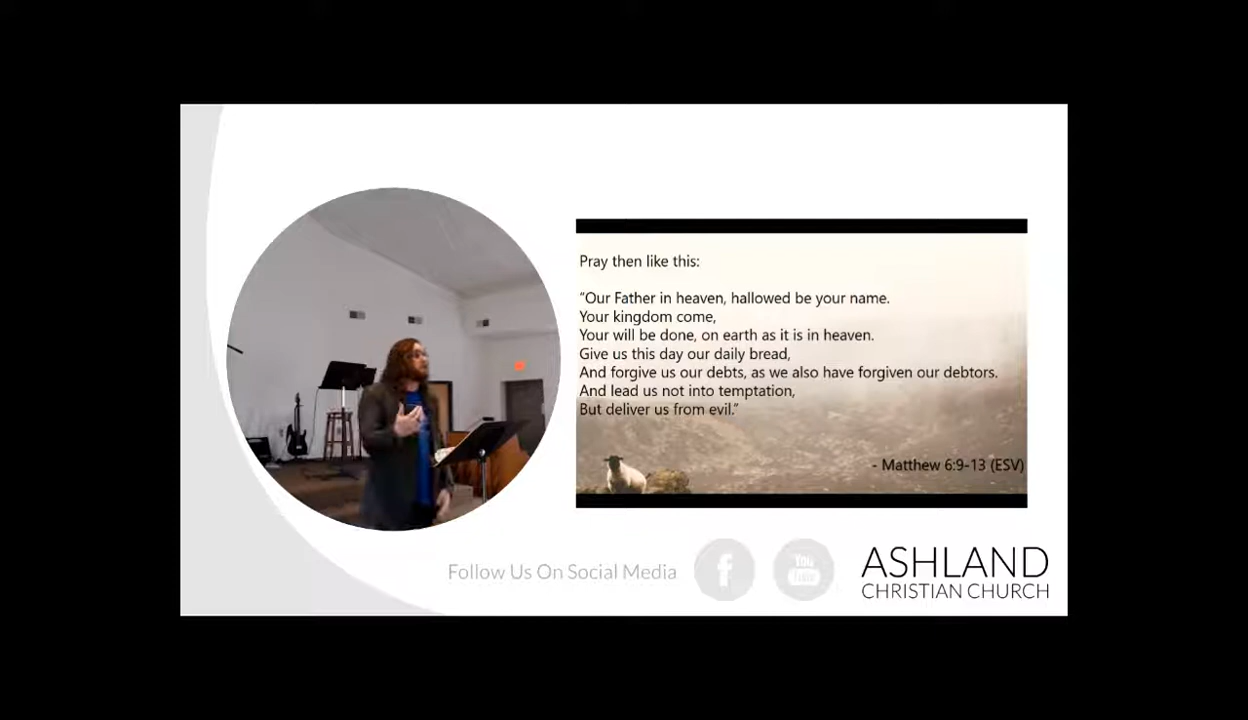 Pray then like this:
“Our Father in heaven, hallowed be your name.
Your kingdom come,
Your will be done, on earth as it is in heaven.
Give us this day our daily bread,
And forgive us our debts, as we also have forgiven our debtors.
And lead us not into temptation,
But deliver us from evil.”
- Matthew 6:9-13 (ESV)
Follow Us On Social Media
f
You
Tube
ASHLAND
CHRISTIAN CHURCH